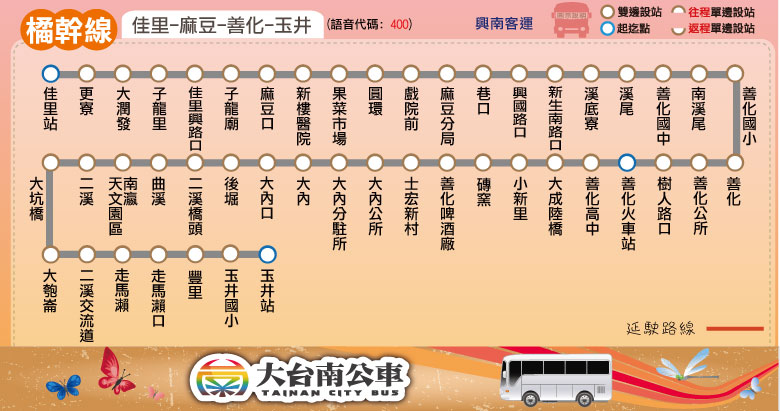 橘幹線
佳里-麻豆-善化-玉井
(語音代碼: 400)
興南客運
雙邊設站
往程單邊設站
起迄點
返程單邊設站
佳里站
更寮
大潤發
子龍里
佳里興路口
子龍廟
麻豆口
新樓醫院
果菜市場
圓環
戲院前
麻豆分局
巷口
興國路口
新生南路口
溪底寮
溪尾
善化國中
南溪尾
善化國小
大坑橋
二溪
南瀛
天文園區
曲溪
二溪橋頭
後堀
大內口
大內
大內分駐所
大內公所
士宏新村
善化啤酒廠
磚窯
小新里
大成陸橋
善化高中
善化火車站
樹人路口
善化公所
善化
大匏崙
二溪交流道
走馬瀨
走馬瀨口
豐里
玉井國小
玉井站
延駛路線
大台南公車
TAINAN CITY BUS